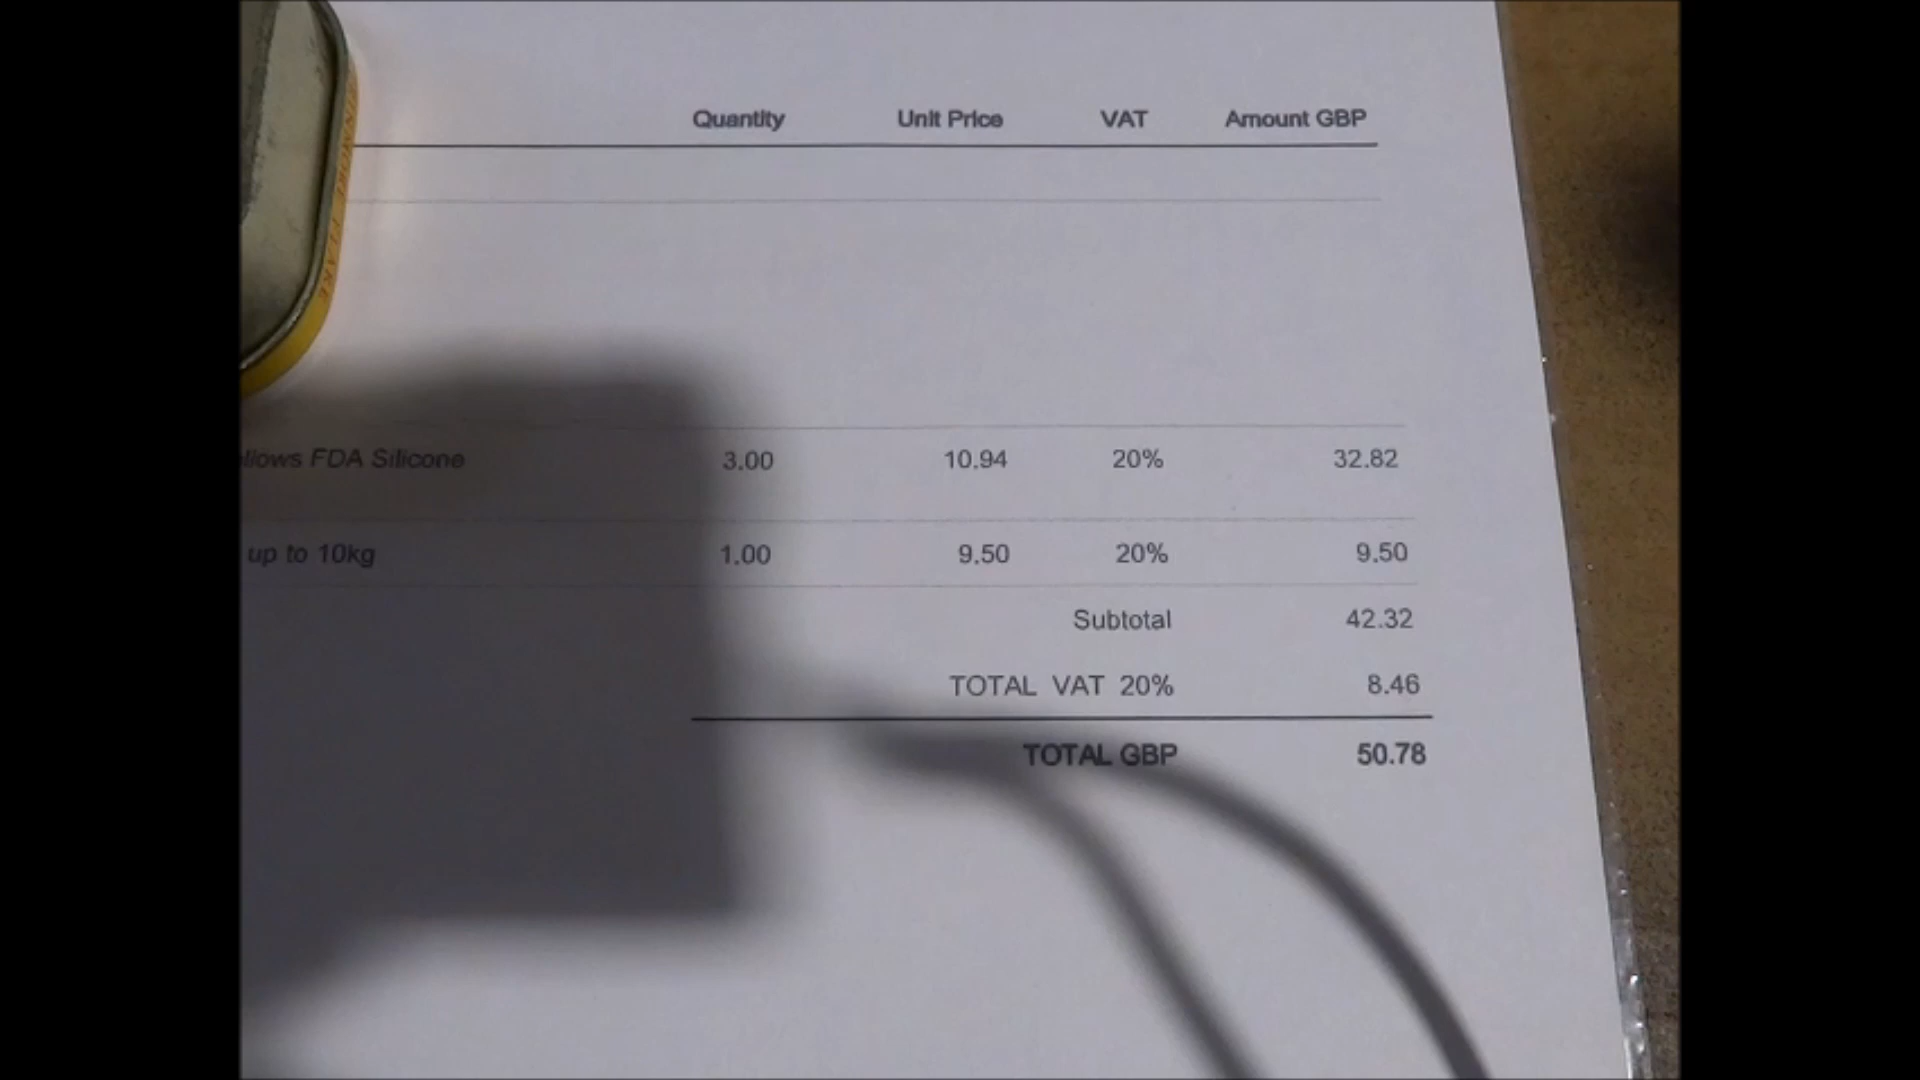 Quantity Unit Price VAT Amount GBP
FLAKE
FDA Silicone 3.00 10.94 20% 32.82
up to 10kg 1.00 9.50 20% 9.50
Subtotal 42.32
TOTAL VAT 20% 8.46
TOTAL GBP 50.78